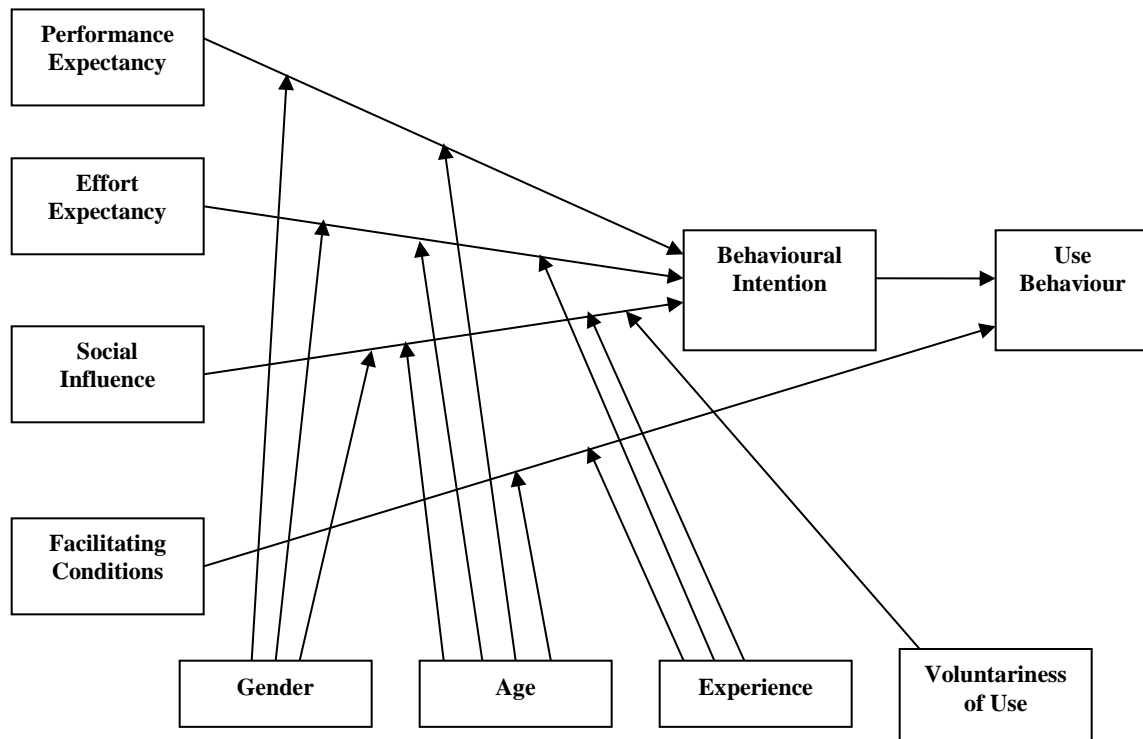 Performance
Expectancy
Effort
Expectancy
Behavioural
Intention
Use
Behaviour
Social
Influence
Facilitating
Conditions
Gender
Age
Experience
Voluntariness
of Use